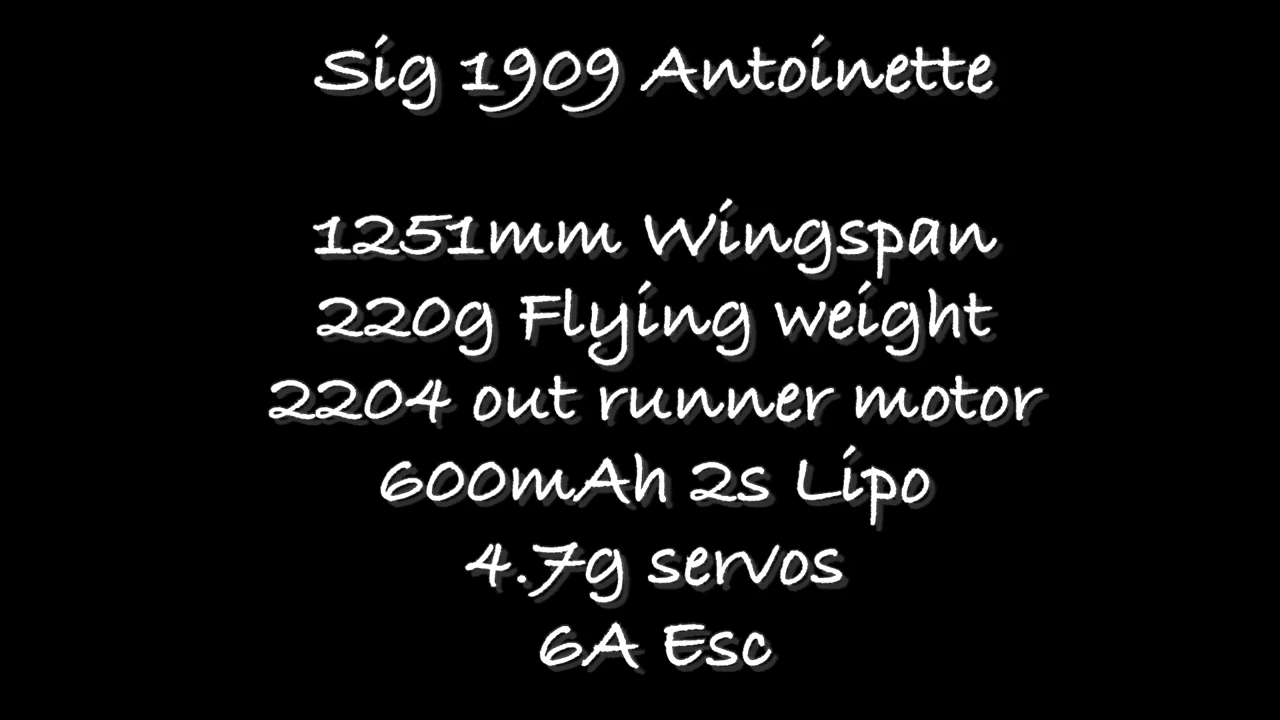 Sig 1909 Antoinette
1251mm Wingspan
220g Flying weight
2204 out runner motor
600mAh 2s Lipo
4.7g servos
6A Esc